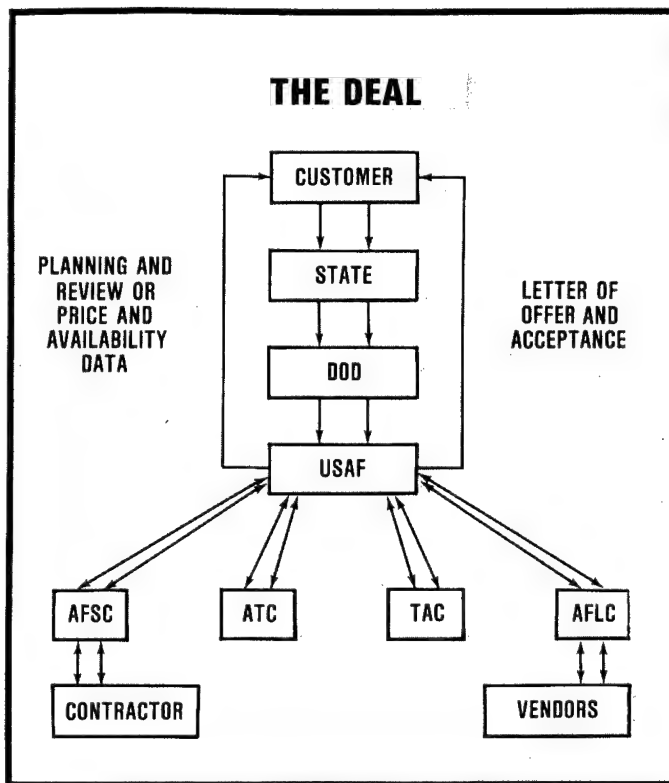 THE DEAL
CUSTOMER
PLANNING AND
REVIEW OR
PRICE AND
AVAILABILITY
DATA
STATE
LETTER OF
OFFER AND
ACCEPTANCE
DOD
USAF
AFSC
ATC
TAC
AFLC
CONTRACTOR
VENDORS